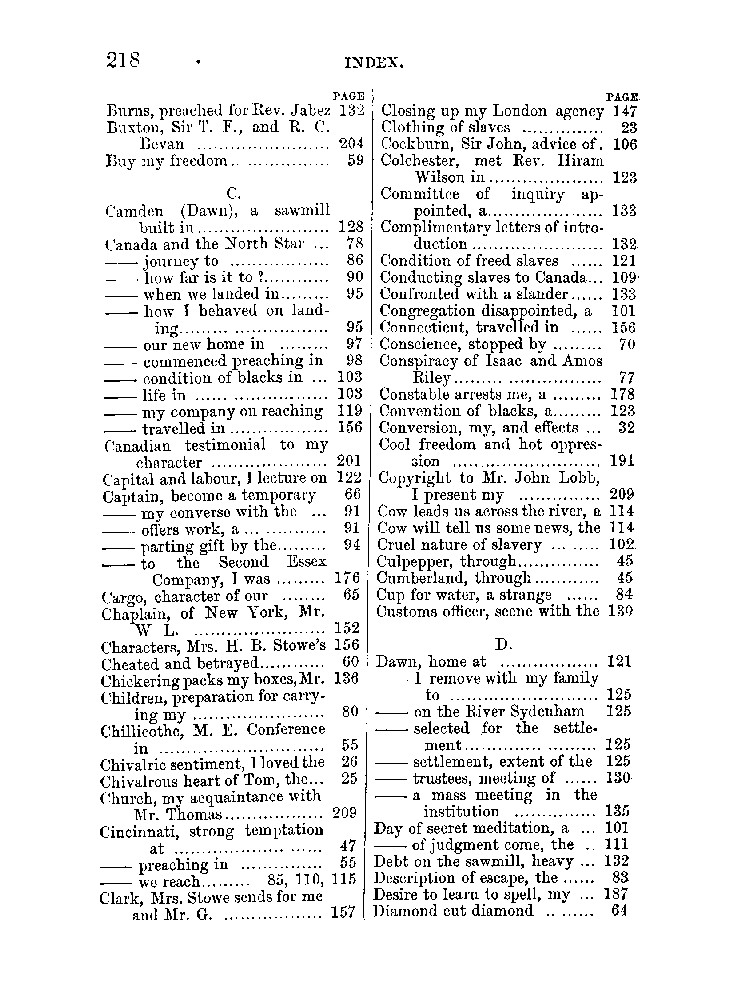 218 INDEX.
PAGE
Burns, preached for Rev. Jabez 132
Buxton, Sir T. F., and R. C.
Bevan ........................ 204
Buy my freedom.. ............... 59
C.
Camden (Dawn), a sawmill
built in........................ 128
Canada and the North Star ... 78
—— journey to .................. 86
—— how far is it to ?............ 90
—— when we landed in......... 95
—— how I behaved on land-
ing........ .................. 95
—— our new home in ......... 97
—— commenced preaching in 98
—— condition of blacks in ... 103
—— life in ........................ 103
—— my company on reaching 119
—— travelled in .................. 156
Canadian testimonial to my
character ..................... 201
Capital and labour, I lecture on 122
Captain, become a temporary 66
—— my converse with the ... 91
—— offers work, a ... ............ 91
—— parting gift by the......... 94
—— to the Second Essex
Company, I was ......... 176
Cargo, character of our ........ 65
Chaplain, of New York, Mr.
W L. ........................ 152
Characters, Mrs. H. B. Stowe's 156
Cheated and betrayed............ 60
Chickering packs my boxes, Mr. 136
Children, preparation for carry-
ing my ........................ 80
Chillicothe, M. E. Conference
in .............................. 55
Chivalric sentiment, I loved the 26
Chivalrous heart of Tom, the... 25
Church, my acquaintance with
Mr. Thomas.................. 209
Cincinnati, strong temptation
at ........................... 47
—— preaching in ............... 55
—— we reach......... 85, 110, 115
Clark, Mrs. Stowe sends for me
and Mr. G. .................. 157
PAGE
Closing up my London agency 147
Clothing of slaves ............... 23
Cockburn, Sir John, advice of. 106
Colchester, met Rev. Hiram
Wilson in..................... 123
Committee of inquiry ap-
pointed, a..................... 133
Complimentary letters of intro-
duction ........................ 132
Condition of freed slaves ...... 121
Conducting slaves to Canada... 109
Confronted with a slander...... 133
Congregation disappointed, a 101
Connecticut, travelled in ...... 156
Conscience, stopped by ......... 70
Conspiracy of Isaac and Amos
Riley........................... 77
Constable arrests me, a ......... 178
Convention of blacks, a......... 123
Conversion, my, and effects ... 32
Cool freedom and hot oppres-
sion ........................... 191
Copyright to Mr. John Lobb,
I present my ............... 209
Cow leads us across the river, a 114
Cow will tell us some news, the 114
Cruel nature of slavery ......... 102
Culpepper, through............... 45
Cumberland, through............ 45
Cup for water, a strange ...... 84
Customs officer, scene with the 139
D.
Dawn, home at .................. 121
I remove with my family
to ........................... 125
—— on the River Sydenham 125
—— selected for the settle-
ment........................ 125
—— settlement, extent of the 125
—— trustees, meeting of ...... 130
—— a mass meeting in the
institution ............... 135
Day of secret meditation, a ... 101
—— of judgment come, the .. 111
Debt on the sawmill, heavy ... 132
Description of escape, the ...... 83
Desire to learn to spell, my ... 187
Diamond cut diamond .. ...... 64